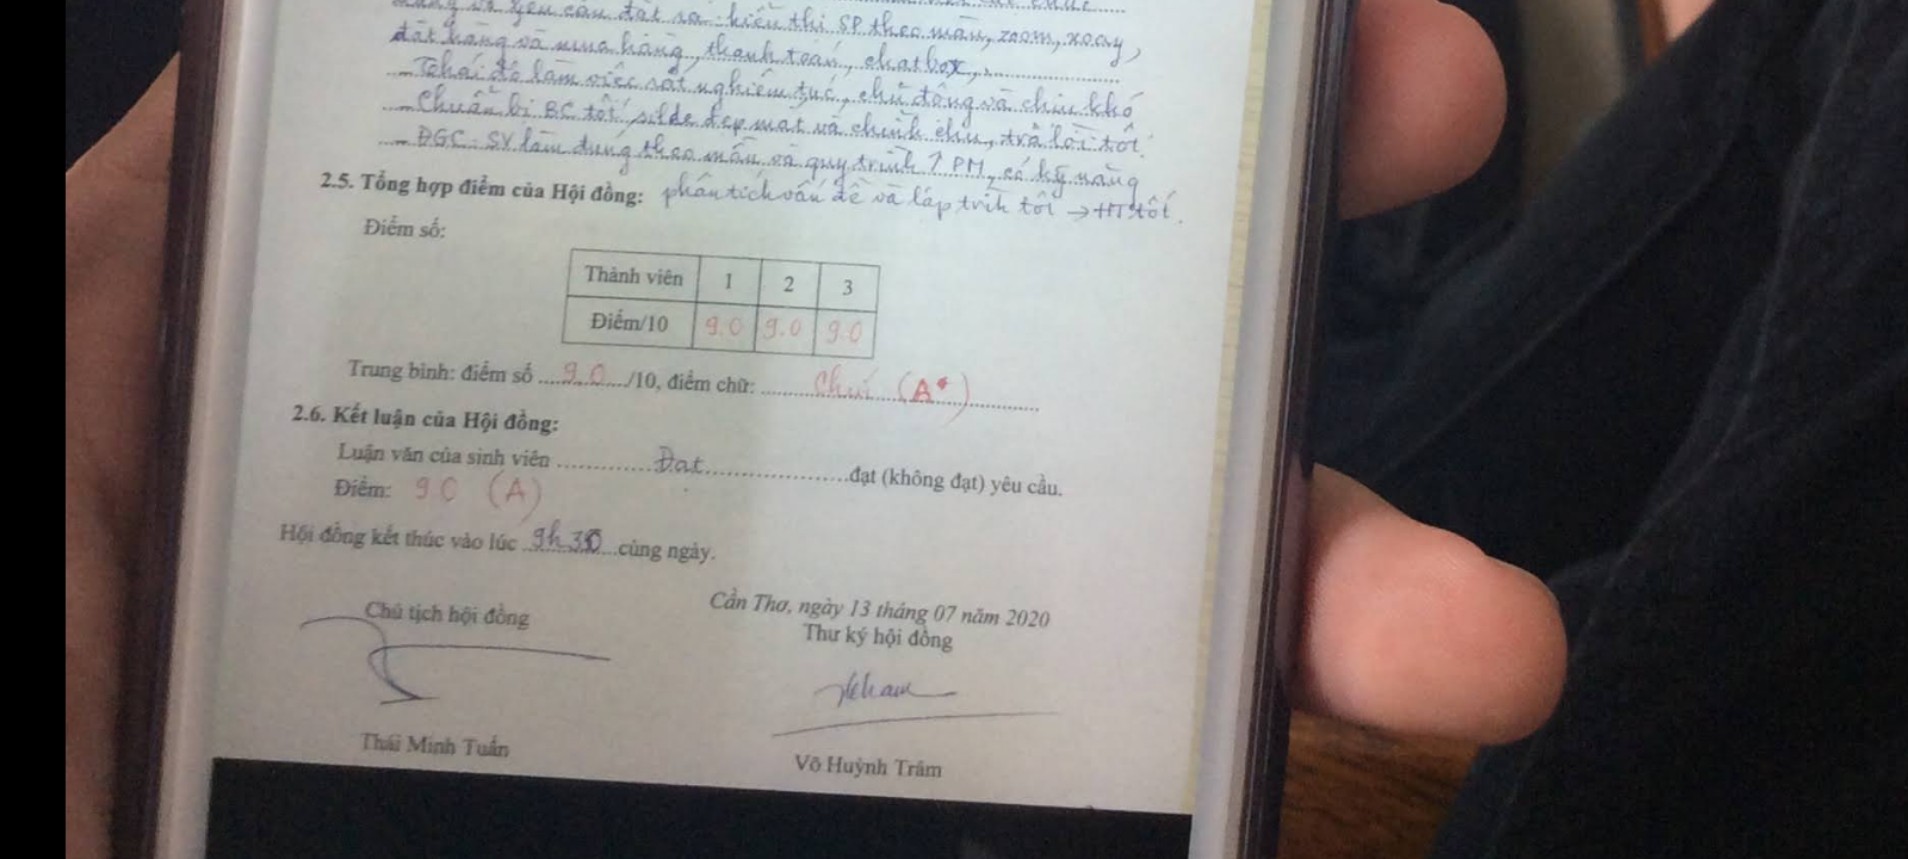 yêu cầu đặt ra: hiển thị SP theo màu, zoom, xoay,
đặt hàng và mua hàng, thanh toán, chatbox, ...
- Thái độ làm việc rất nghiêm túc, chủ động và chịu khó
- Chuẩn bị BC tốt, silde đẹp mắt và chỉnh chu, trả lời tốt.
- ĐGC: SV làm đúng theo mẫu và quy trình ↑ PM, có kỹ năng
2.5. Tổng hợp điểm của Hội đồng: phân tích vấn đề và lập trình tốt → HT tốt.
Điểm số:
Thành viên 1 2 3
Điểm/10 9.0 9.0 9.0
Trung bình: điểm số 9.0 /10, điểm chữ: Chín (A)
2.6. Kết luận của Hội đồng:
Luận văn của sinh viên Đạt đạt (không đạt) yêu cầu.
Điểm: 9.0 (A)
Hội đồng kết thúc vào lúc 9h30 cùng ngày.
Cần Thơ, ngày 13 tháng 07 năm 2020
Chủ tịch hội đồng Thư ký hội đồng
Thái Minh Tuấn Võ Huỳnh Trâm